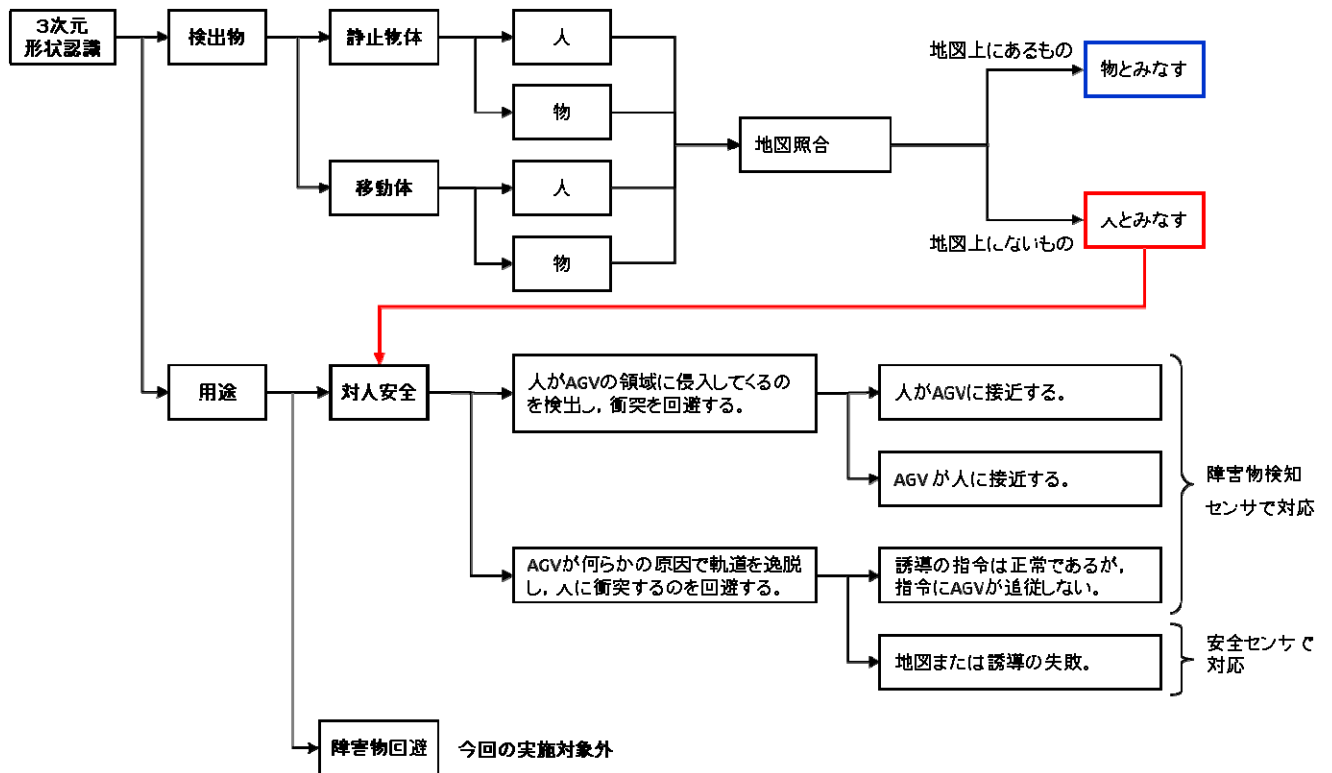 3次元
形状認識
検出物
静止物体
人
物
移動体
人
物
地図照合
地図上にあるもの
物とみなす
地図上にないもの
人とみなす
用途
対人安全
人がAGVの領域に侵入してくるの
を検出し，衝突を回避する。
人がAGVに接近する。
AGVが人に接近する。
障害物検知
センサで対応
AGVが何らかの原因で軌道を逸脱
し，人に衝突するのを回避する。
誘導の指令は正常であるが，
指令にAGVが追従しない。
地図または誘導の失敗。
安全センサで
対応
障害物回避
今回の実施対象外